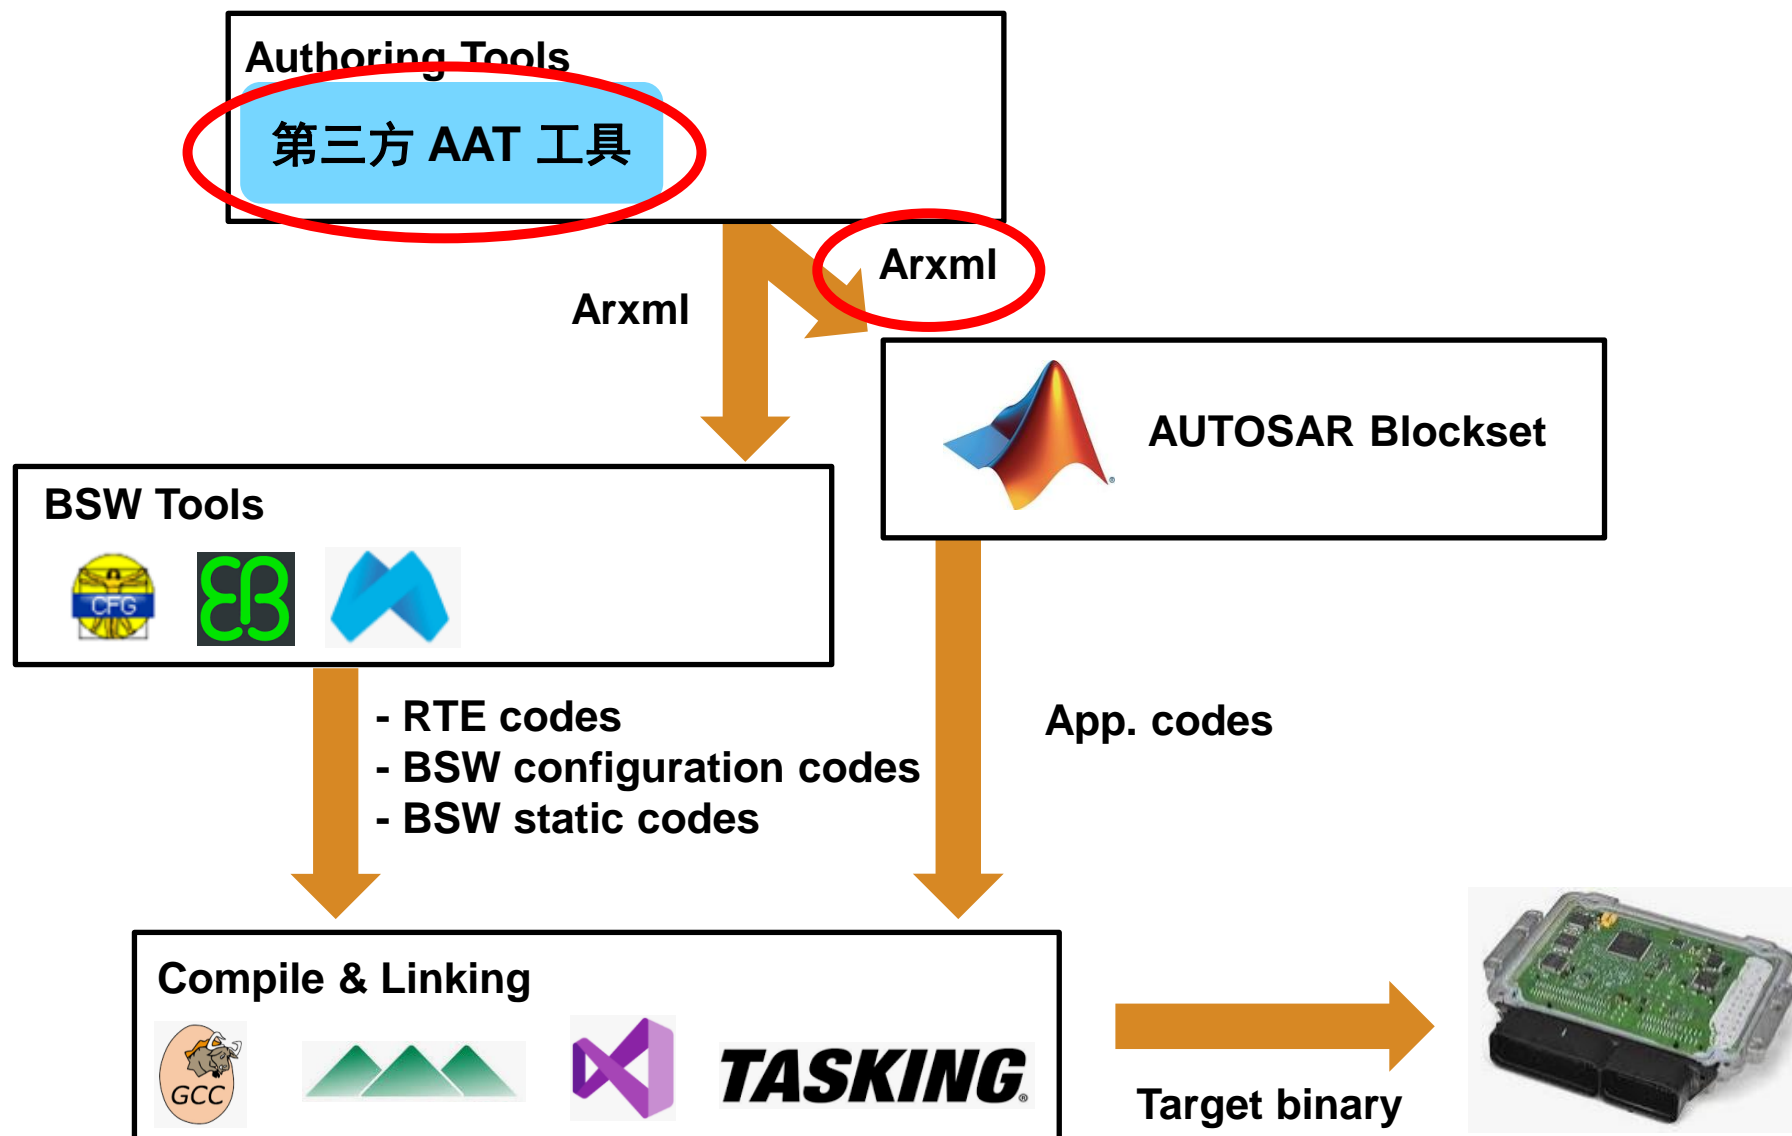 Authoring Tools
第三方 AAT 工具
Arxml
Arxml
AUTOSAR Blockset
BSW Tools
CFG
EB
- RTE codes
- BSW configuration codes
- BSW static codes
App. codes
Compile & Linking
GCC
TASKING®
Target binary